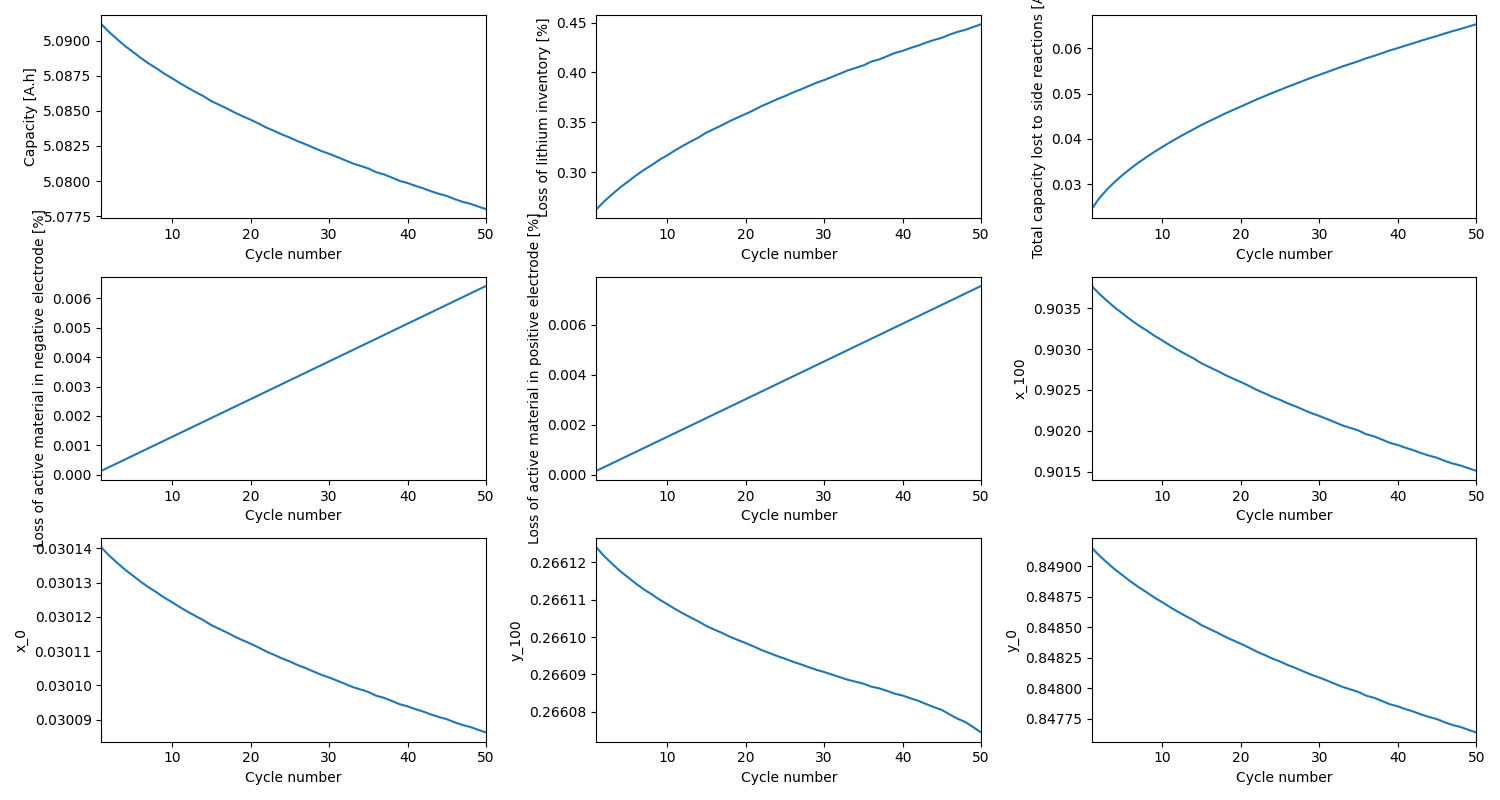 Capacity [A.h]
5.0900
5.0875
5.0850
5.0825
5.0800
5.0775
10 20 30 40 50
Cycle number
Loss of lithium inventory [%]
0.45
0.40
0.35
0.30
10 20 30 40 50
Cycle number
Total capacity lost to side reactions [A
0.06
0.05
0.04
0.03
10 20 30 40 50
Cycle number
Loss of active material in negative electrode [%]
0.006
0.005
0.004
0.003
0.002
0.001
0.000
10 20 30 40 50
Cycle number
Loss of active material in positive electrode [%]
0.006
0.004
0.002
0.000
10 20 30 40 50
Cycle number
x_100
0.9035
0.9030
0.9025
0.9020
0.9015
10 20 30 40 50
Cycle number
x_0
0.03014
0.03013
0.03012
0.03011
0.03010
0.03009
10 20 30 40 50
Cycle number
y_100
0.26612
0.26611
0.26610
0.26609
0.26608
10 20 30 40 50
Cycle number
y_0
0.84900
0.84875
0.84850
0.84825
0.84800
0.84775
10 20 30 40 50
Cycle number